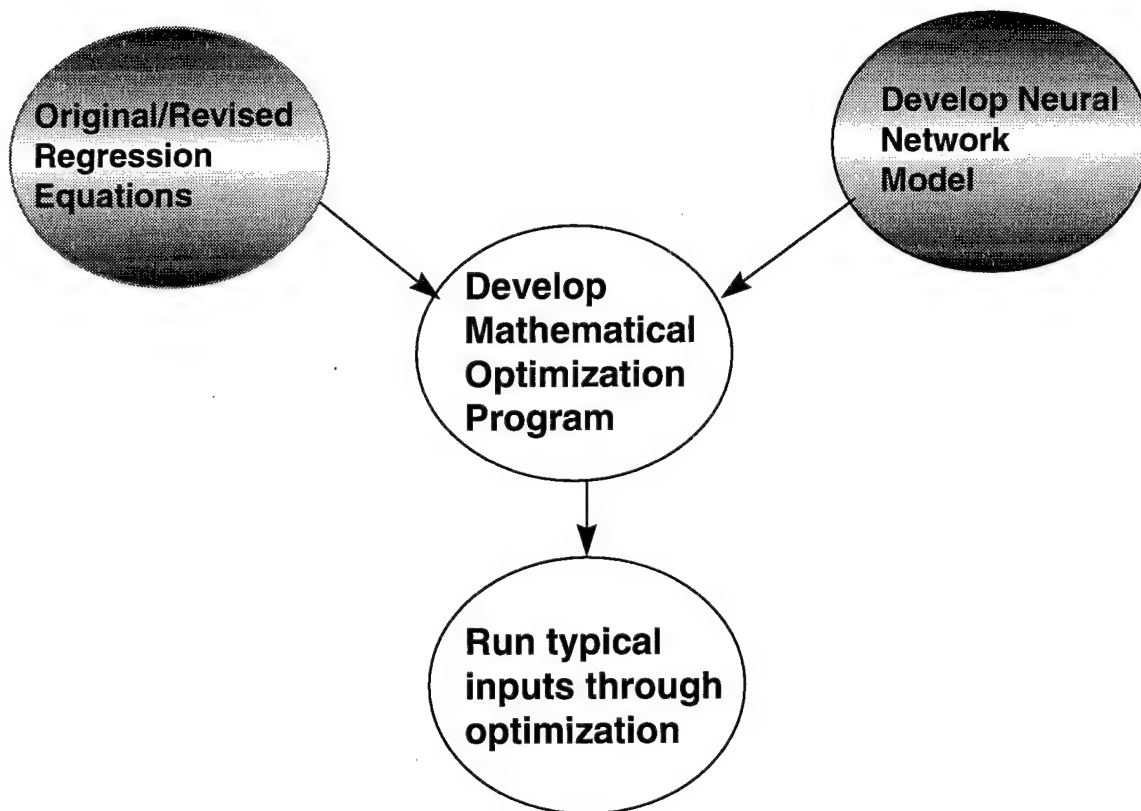 Original/Revised
Regression
Equations
Develop Neural
Network
Model
Develop
Mathematical
Optimization
Program
Run typical
inputs through
optimization